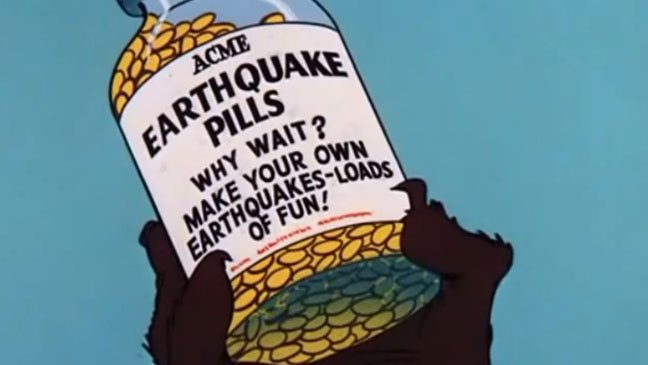 ACME
EARTHQUAKE
PILLS
WHY WAIT?
MAKE YOUR OWN
EARTHQUAKES-LOADS
OF FUN!